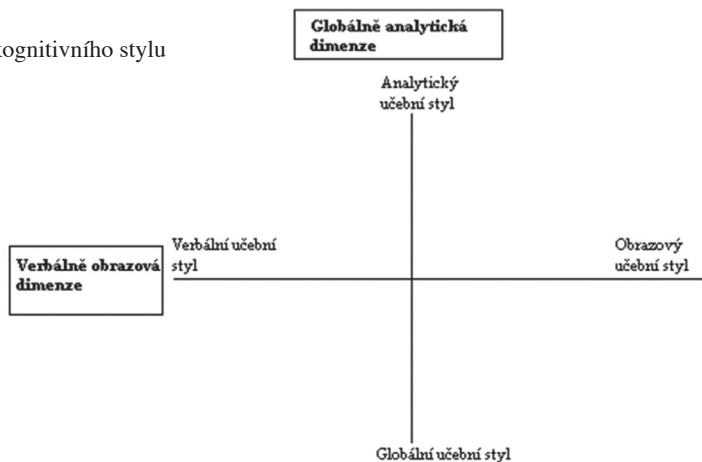 Globálně analytická
dimenze
kognitivního stylu
Analytický
učební styl
Verbální učební
styl
Obrazový
učební styl
Verbálně obrazová
dimenze
Globální učební styl